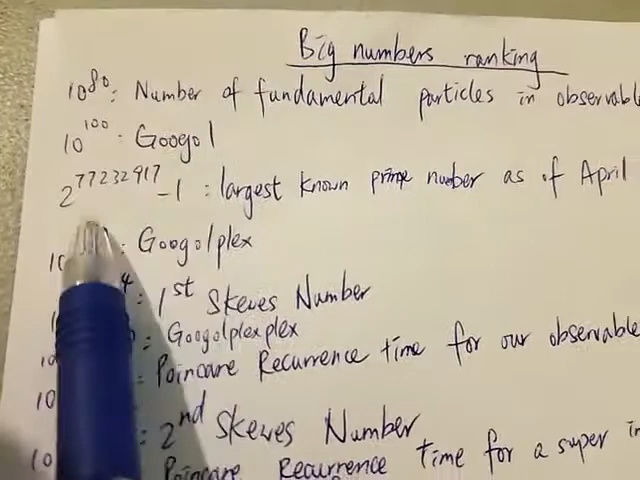 Big numbers ranking
10^80: Number of fundamental particles in observable
10^100: Googol
2^77232917-1: largest known prime number as of April
: Googolplex
: 1st Skewes Number
: Googolplexplex
: Poincare Recurrence time for our observable
: 2nd Skewes Number
Poincare Recurrence time for a super